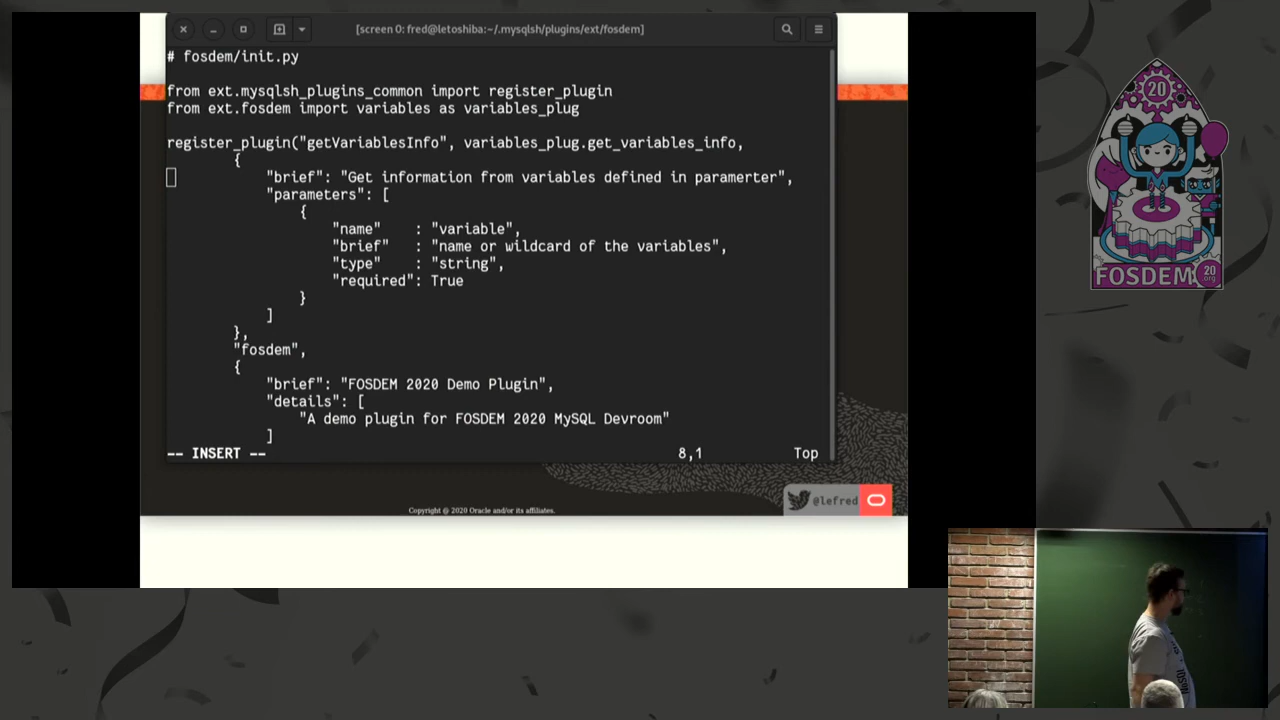 [screen 0: fred@letoshiba:~/.mysqlsh/plugins/ext/fosdem]
# fosdem/init.py
from ext.mysqlsh_plugins_common import register_plugin
from ext.fosdem import variables as variables_plug
register_plugin("getVariablesInfo", variables_plug.get_variables_info,
{
"brief": "Get information from variables defined in paramerter",
"parameters": [
{
"name" : "variable",
"brief" : "name or wildcard of the variables",
"type" : "string",
"required": True
}
]
},
"fosdem",
{
"brief": "FOSDEM 2020 Demo Plugin",
"details": [
"A demo plugin for FOSDEM 2020 MySQL Devroom"
]
-- INSERT -- 8,1 Top
@lefred
Copyright @ 2020 Oracle and/or its affiliates.
20
FOSDEM
20
.org